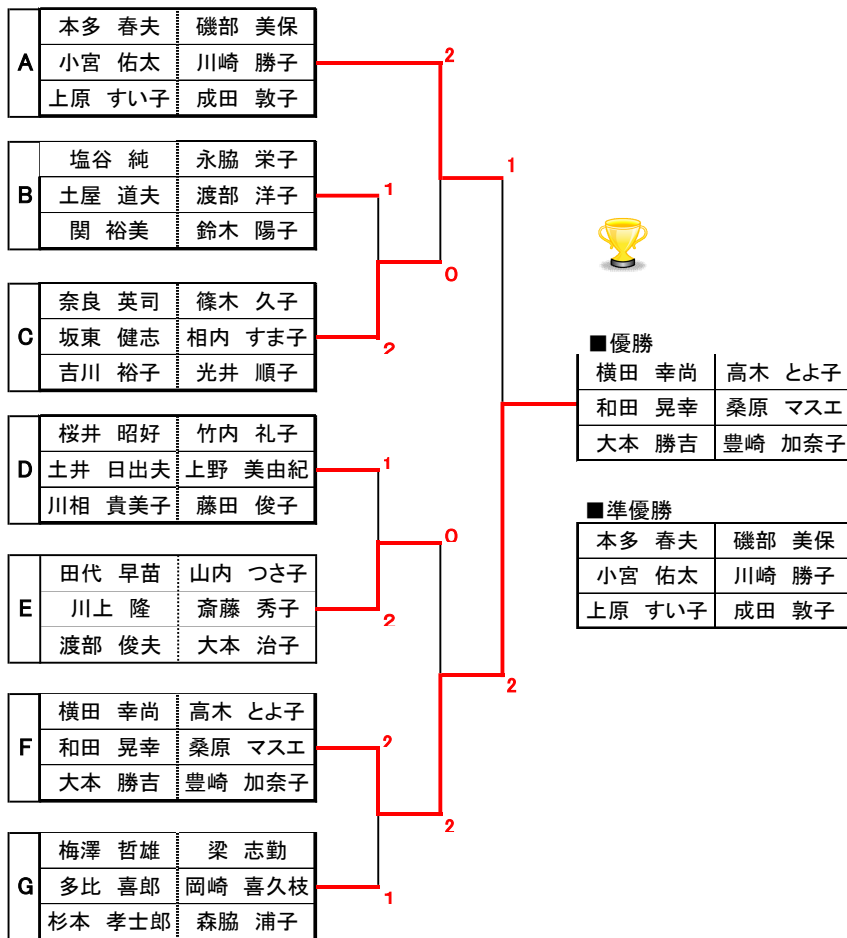 A
本多 春夫 磯部 美保
小宮 佑太 川崎 勝子
上原 すい子 成田 敦子
2
B
塩谷 純 永脇 栄子
土屋 道夫 渡部 洋子
関 裕美 鈴木 陽子
1
1
0
C
奈良 英司 篠木 久子
坂東 健志 相内 すま子
吉川 裕子 光井 順子
2
■優勝
横田 幸尚 高木 とよ子
和田 晃幸 桑原 マスエ
大本 勝吉 豊崎 加奈子
D
桜井 昭好 竹内 礼子
土井 日出夫 上野 美由紀
川相 貴美子 藤田 俊子
1
0
■準優勝
本多 春夫 磯部 美保
小宮 佑太 川崎 勝子
上原 すい子 成田 敦子
E
田代 早苗 山内 つさ子
川上 隆 斎藤 秀子
渡部 俊夫 大本 治子
2
2
F
横田 幸尚 高木 とよ子
和田 晃幸 桑原 マスエ
大本 勝吉 豊崎 加奈子
2
2
G
梅澤 哲雄 梁 志勤
多比 喜郎 岡崎 喜久枝
杉本 孝士郎 森脇 浦子
1